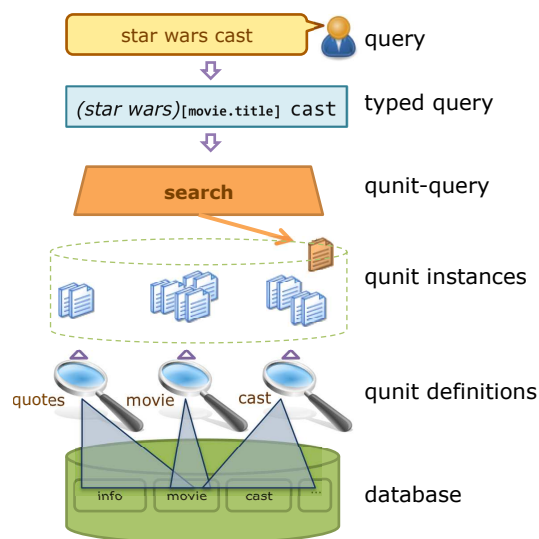 star wars cast
query
(star wars)[movie.title] cast
typed query
search
qunit-query
qunit instances
quotes
movie
cast
qunit definitions
info
movie
cast
...
database